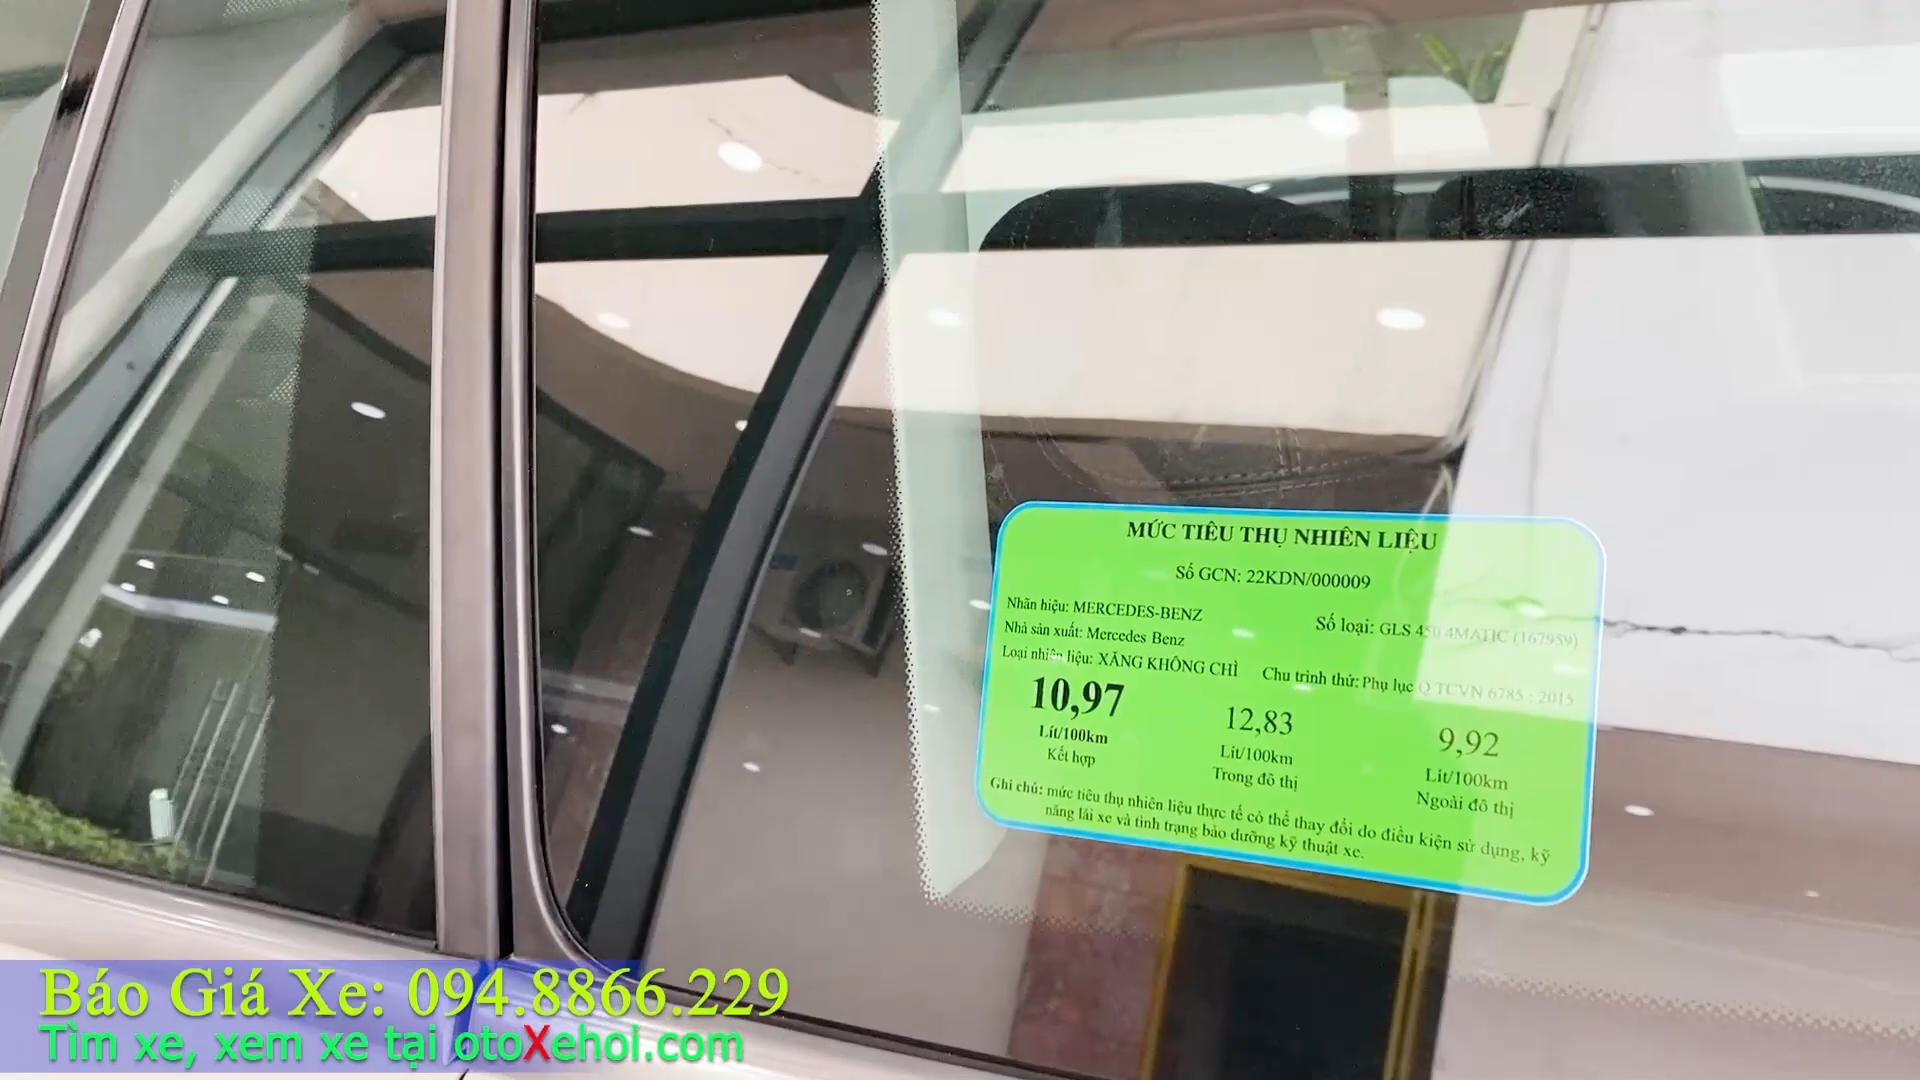 MỨC TIÊU THỤ NHIÊN LIỆU
Số GCN: 22KDN/000009
Nhãn hiệu: MERCEDES-BENZ
Số loại: GLS 450 4MATIC (167959)
Nhà sản xuất: Mercedes Benz
Loại nhiên liệu: XĂNG KHÔNG CHÌ
Chu trình thử: Phụ lục Q TCVN 6785 : 2015
10,97
Lít/100km
Kết hợp
12,83
Lít/100km
Trong đô thị
9,92
Lít/100km
Ngoài đô thị
Ghi chú: mức tiêu thụ nhiên liệu thực tế có thể thay đổi do điều kiện sử dụng, kỹ
năng lái xe và tình trạng bảo dưỡng kỹ thuật xe.
Báo Giá Xe: 094.8866.229
Tìm xe, xem xe tại otoXehoi.com